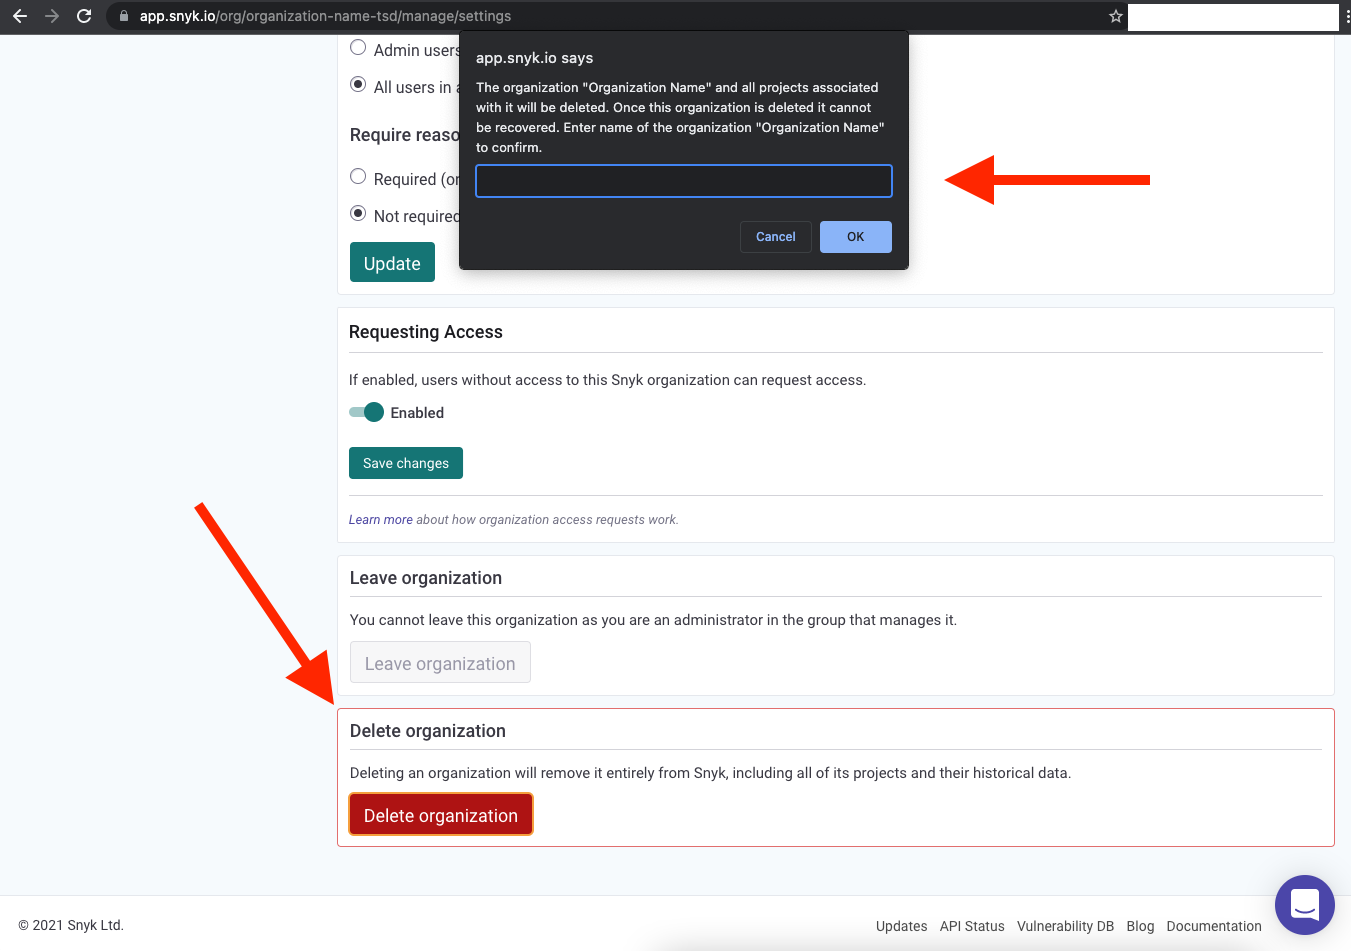 app.snyk.io/org/organization-name-tsd/manage/settings
app.snyk.io says
The organization "Organization Name" and all projects associated
with it will be deleted. Once this organization is deleted it cannot
be recovered. Enter name of the organization "Organization Name"
to confirm.
Cancel
OK
Admin users
All users in a
Require reaso
Required (or
Not required
Update
Requesting Access
If enabled, users without access to this Snyk organization can request access.
Enabled
Save changes
Learn more about how organization access requests work.
Leave organization
You cannot leave this organization as you are an administrator in the group that manages it.
Leave organization
Delete organization
Deleting an organization will remove it entirely from Snyk, including all of its projects and their historical data.
Delete organization
© 2021 Snyk Ltd.
Updates API Status Vulnerability DB Blog Documentation